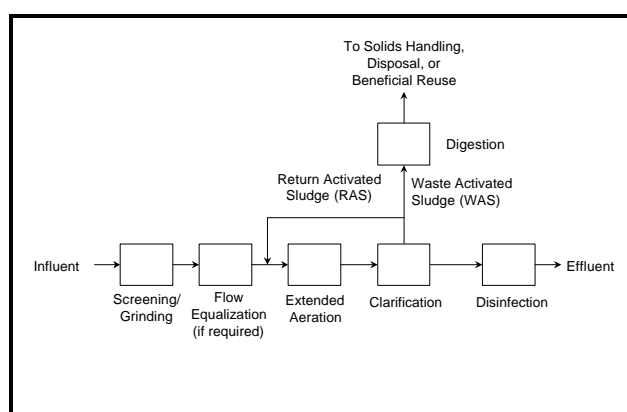 To Solids Handling,
Disposal, or
Beneficial Reuse
Digestion
Return Activated
Sludge (RAS)
Waste Activated
Sludge (WAS)
Influent
Effluent
Screening/
Grinding
Flow
Equalization
(if required)
Extended
Aeration
Clarification
Disinfection